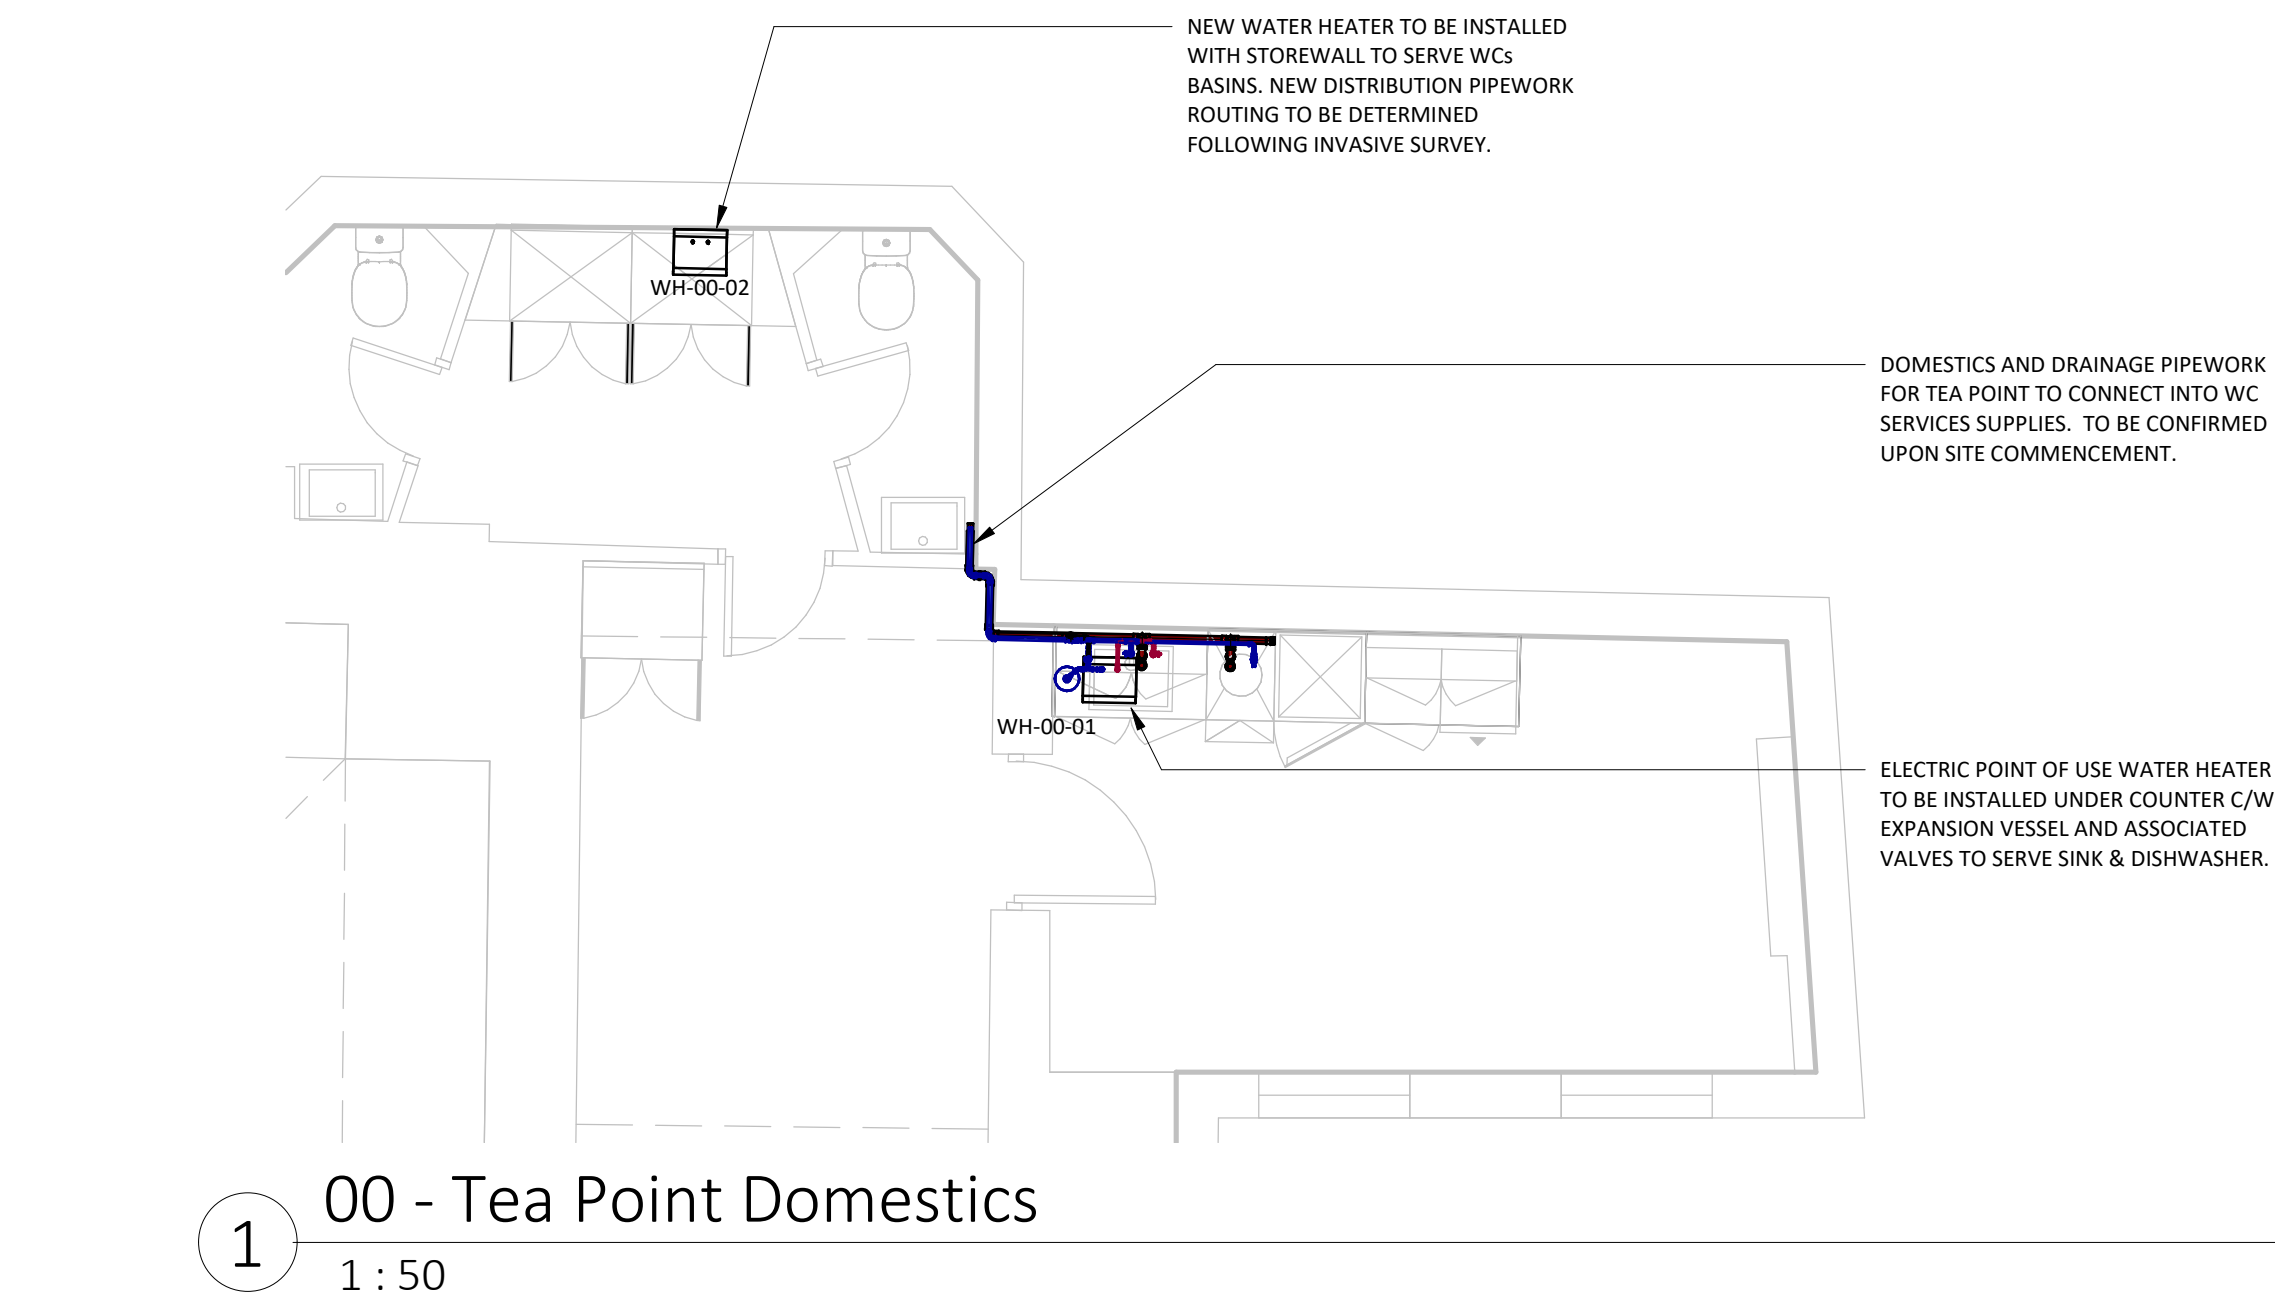 NEW WATER HEATER TO BE INSTALLED
WITH STOREWALL TO SERVE WCs
BASINS. NEW DISTRIBUTION PIPEWORK
ROUTING TO BE DETERMINED
FOLLOWING INVASIVE SURVEY.
WH-00-02
DOMESTICS AND DRAINAGE PIPEWORK
FOR TEA POINT TO CONNECT INTO WC
SERVICES SUPPLIES.  TO BE CONFIRMED
UPON SITE COMMENCEMENT.
WH-00-01
ELECTRIC POINT OF USE WATER HEATER
TO BE INSTALLED UNDER COUNTER C/W
EXPANSION VESSEL AND ASSOCIATED
VALVES TO SERVE SINK & DISHWASHER.
1
00 - Tea Point Domestics
1 : 50